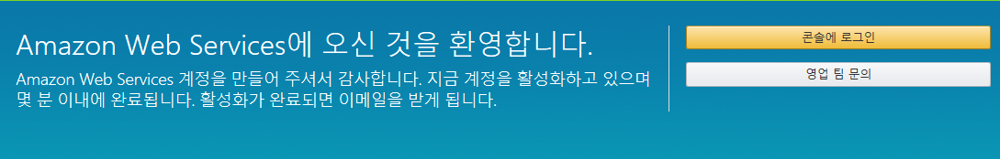 Amazon Web Services에 오신 것을 환영합니다.
Amazon Web Services 계정을 만들어 주셔서 감사합니다. 지금 계정을 활성화하고 있으며
몇 분 이내에 완료됩니다. 활성화가 완료되면 이메일을 받게 됩니다.
콘솔에 로그인
영업 팀 문의